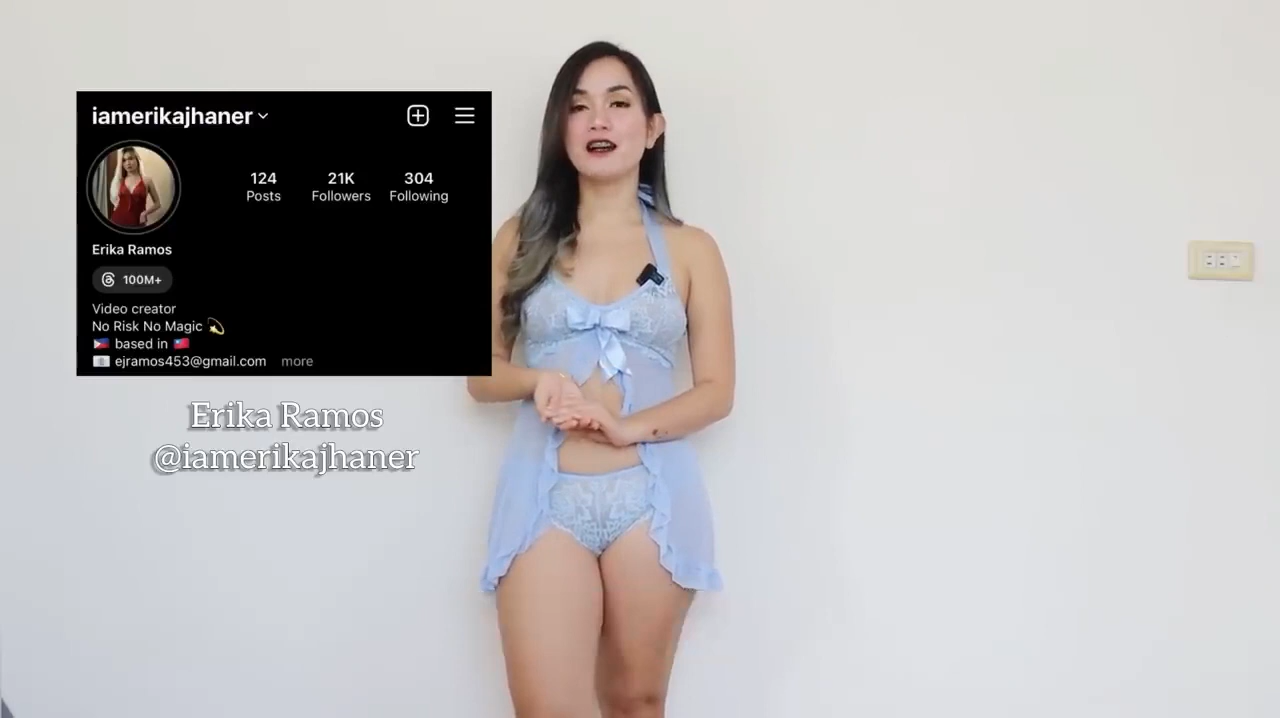 iamerikajhaner
124 21K 304
Posts Followers Following
Erika Ramos
100M+
Video creator
No Risk No Magic 💫
🇵🇭 based in 🇹🇼
📧 ejramos453@gmail.com more
Erika Ramos
@iamerikajhaner